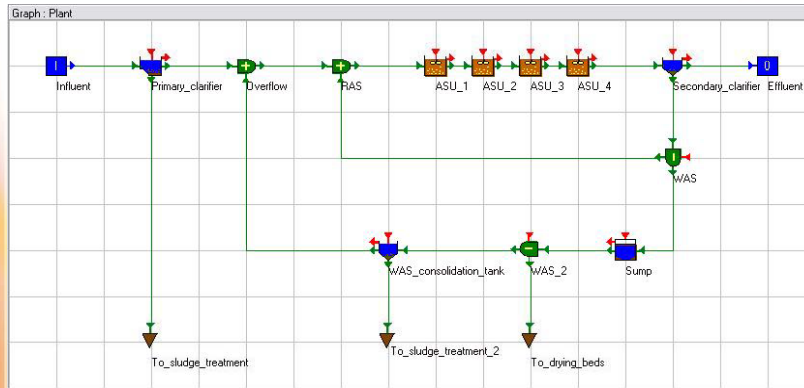 Graph : Plant
Influent
Primary_clarifier
Overflow
RAS
ASU_1
ASU_2
ASU_3
ASU_4
Secondary_clarifier
Effluent
WAS
WAS_consolidation_tank
WAS_2
Sump
To_sludge_treatment
To_sludge_treatment_2
To_drying_beds